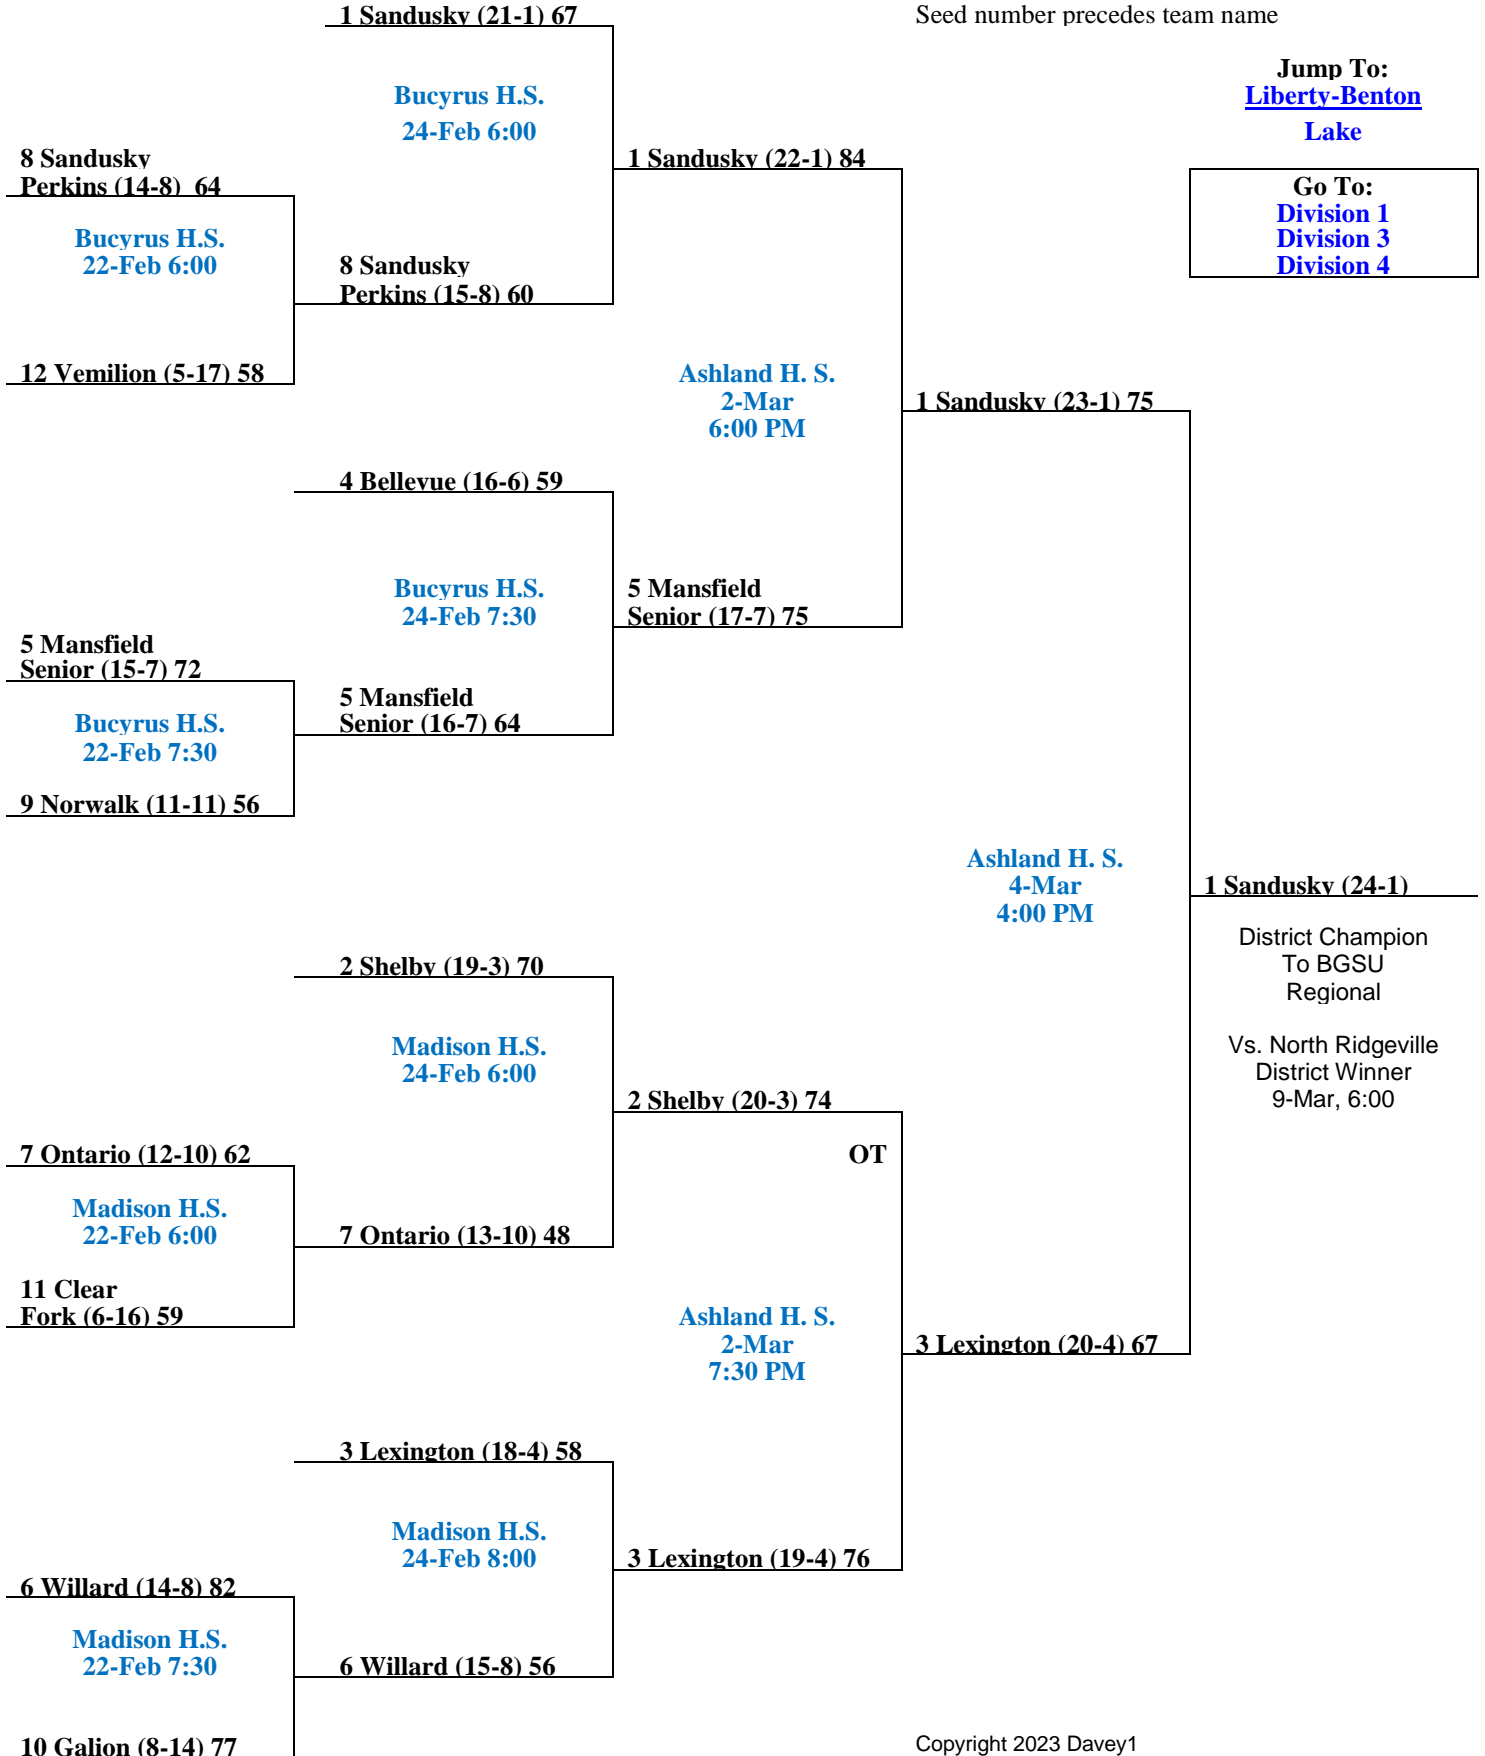 1 Sandusky (21-1) 67
Seed number precedes team name
Jump To:
Liberty-Benton
Lake
Bucyrus H.S.
24-Feb 6:00
8 Sandusky
Perkins (14-8) 64
1 Sandusky (22-1) 84
Go To:
Division 1
Division 3
Division 4
Bucyrus H.S.
22-Feb 6:00
8 Sandusky
Perkins (15-8) 60
12 Vemilion (5-17) 58
Ashland H. S.
2-Mar
6:00 PM
1 Sandusky (23-1) 75
4 Bellevue (16-6) 59
Bucyrus H.S.
24-Feb 7:30
5 Mansfield
Senior (17-7) 75
5 Mansfield
Senior (15-7) 72
Bucyrus H.S.
22-Feb 7:30
5 Mansfield
Senior (16-7) 64
9 Norwalk (11-11) 56
Ashland H. S.
4-Mar
4:00 PM
1 Sandusky (24-1)
District Champion
To BGSU
Regional
Vs. North Ridgeville
District Winner
9-Mar, 6:00
2 Shelby (19-3) 70
Madison H.S.
24-Feb 6:00
2 Shelby (20-3) 74
OT
7 Ontario (12-10) 62
Madison H.S.
22-Feb 6:00
7 Ontario (13-10) 48
11 Clear
Fork (6-16) 59
Ashland H. S.
2-Mar
7:30 PM
3 Lexington (20-4) 67
3 Lexington (18-4) 58
Madison H.S.
24-Feb 8:00
3 Lexington (19-4) 76
6 Willard (14-8) 82
Madison H.S.
22-Feb 7:30
6 Willard (15-8) 56
10 Galion (8-14) 77
Copyright 2023 Davey1